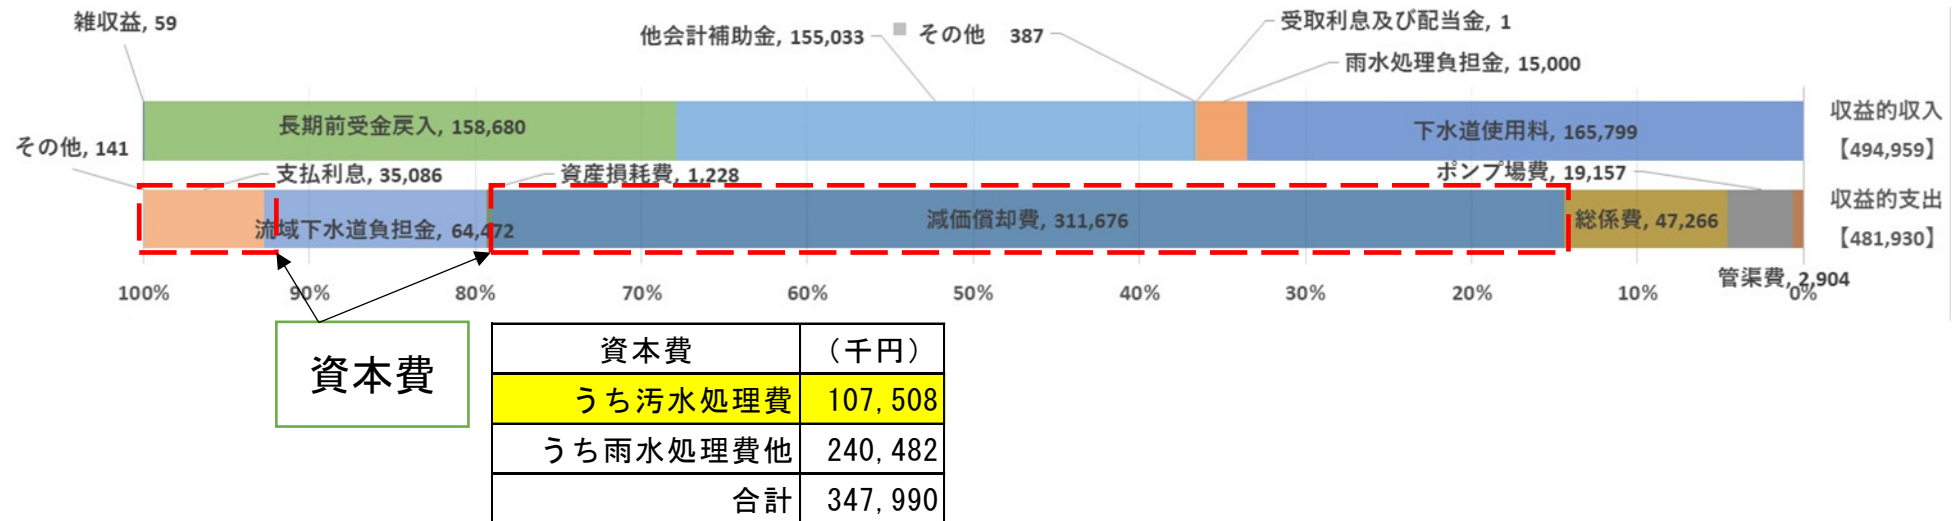 雑収益, 59
他会計補助金, 155,033
その他 387
受取利息及び配当金, 1
雨水処理負担金, 15,000
長期前受金戻入, 158,680
下水道使用料, 165,799
収益的収入
【494,959】
その他, 141
支払利息, 35,086
資産損耗費, 1,228
ポンプ場費, 19,157
流域下水道負担金, 64,472
減価償却費, 311,676
総係費, 47,266
収益的支出
【481,930】
管渠費, 2,904
100% 90% 80% 70% 60% 50% 40% 30% 20% 10% 0%
資本費
資本費 （千円）
うち汚水処理費 107,508
うち雨水処理費他 240,482
合計 347,990